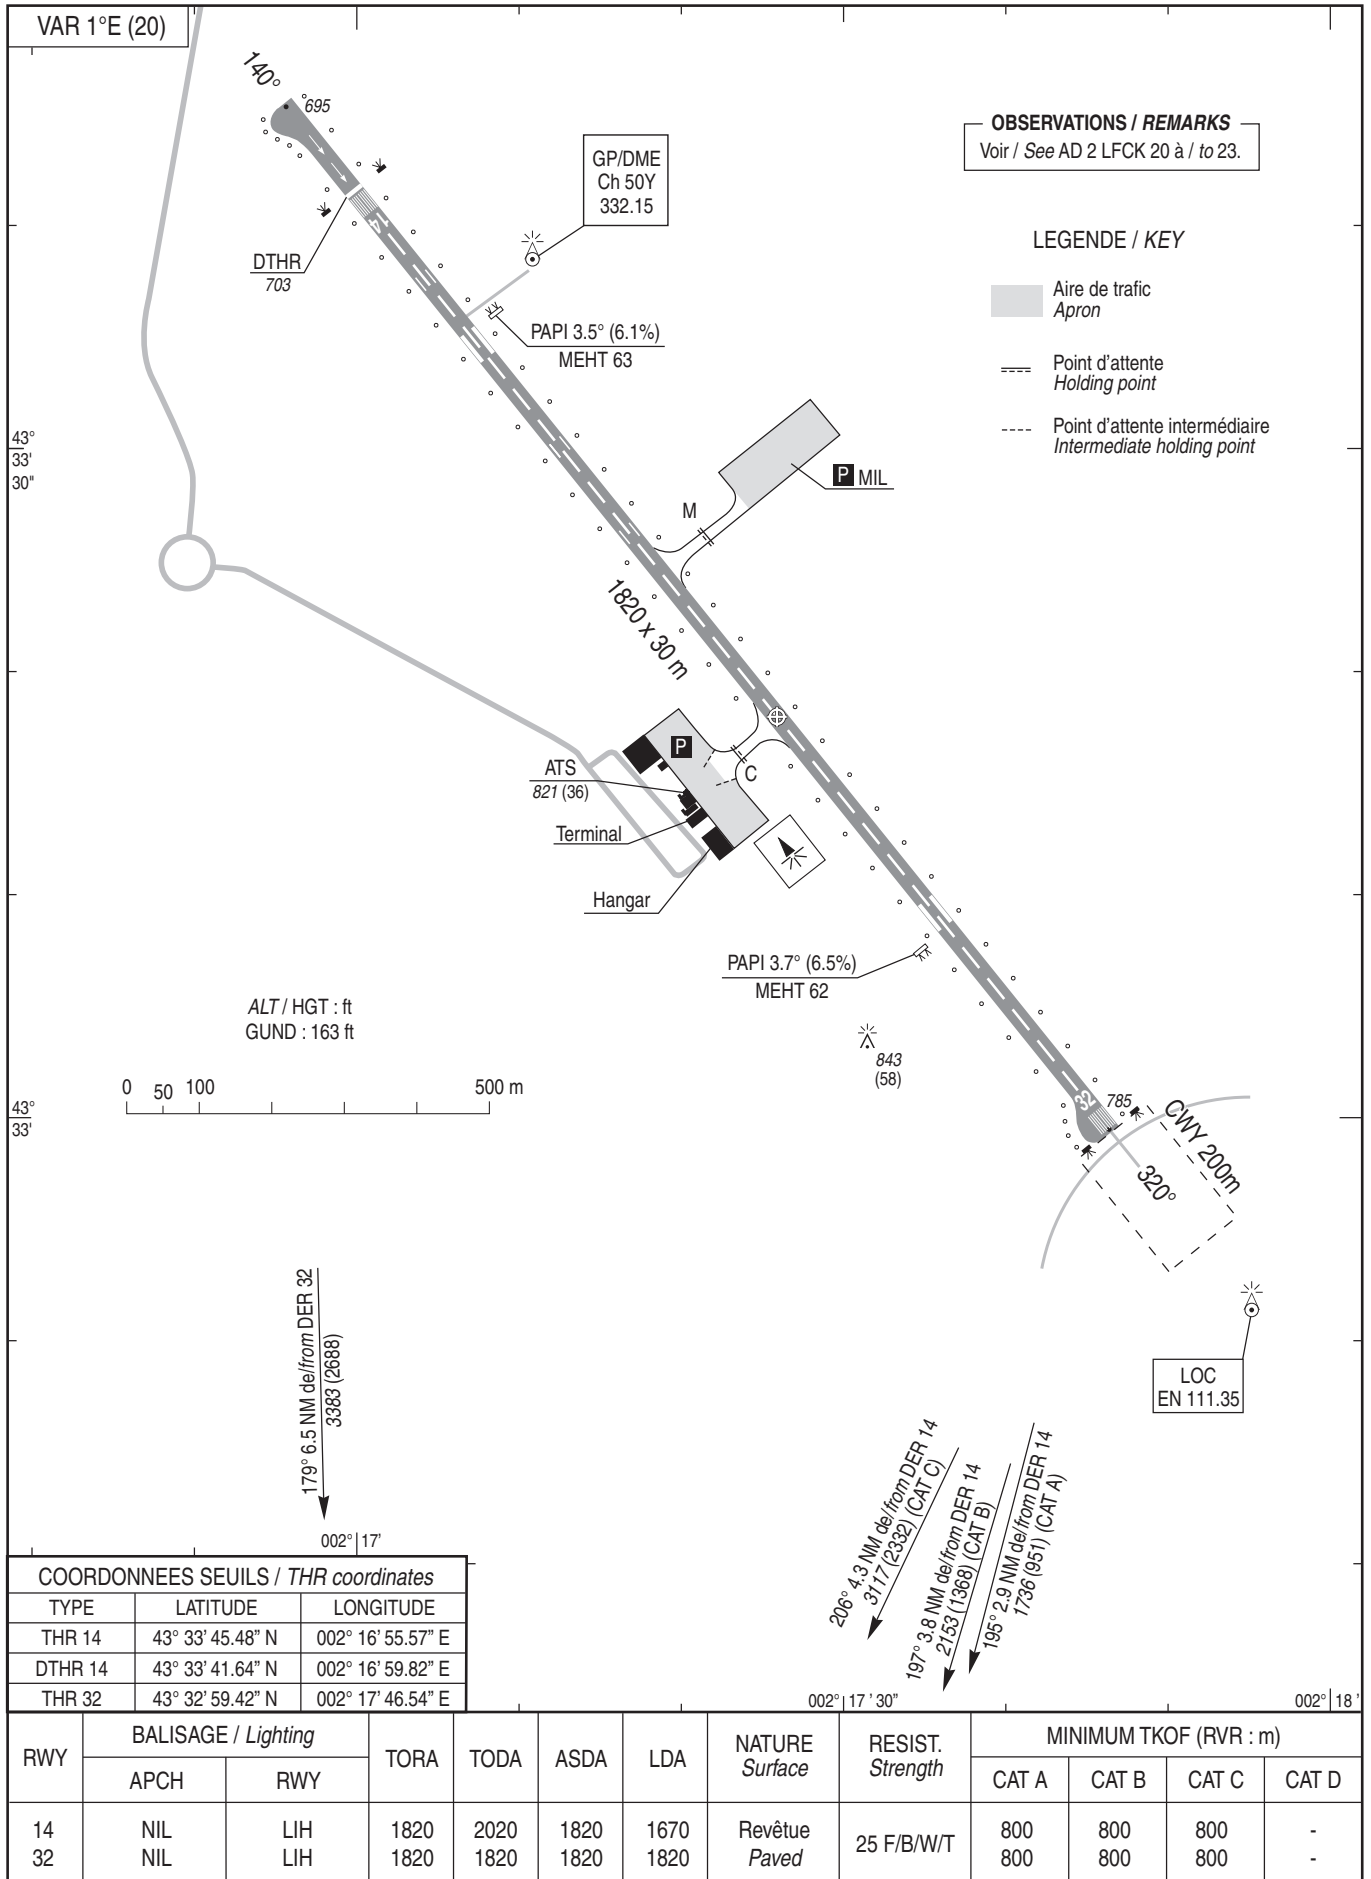 VAR 1°E (20)
140°
695
GP/DME
Ch 50Y
332.15
OBSERVATIONS / REMARKS
Voir / See AD 2 LFCK 20 à / to 23.
LEGENDE / KEY
Aire de trafic
Apron
Point d'attente
Holding point
Point d'attente intermédiaire
Intermediate holding point
14
DTHR
703
PAPI 3.5° (6.1%)
MEHT 63
43°
33'
30"
P MIL
M
1820 x 30 m
P
C
ATS
821 (36)
Terminal
Hangar
PAPI 3.7° (6.5%)
MEHT 62
ALT / HGT : ft
GUND : 163 ft
843
(58)
0 50 100 500 m
43°
33'
32
785
CWY 200m
320°
LOC
EN 111.35
179° 6.5 NM de/from DER 32
3383 (2688)
206° 4.3 NM de/from DER 14
3117 (2332) (CAT C)
197° 3.8 NM de/from DER 14
2153 (1368) (CAT B)
195° 2.9 NM de/from DER 14
1736 (951) (CAT A)
002° 17'
002° 17' 30"
002° 18'
COORDONNEES SEUILS / THR coordinates
TYPE LATITUDE LONGITUDE
THR 14 43° 33' 45.48" N 002° 16' 55.57" E
DTHR 14 43° 33' 41.64" N 002° 16' 59.82" E
THR 32 43° 32' 59.42" N 002° 17' 46.54" E
RWY BALISAGE / Lighting TORA TODA ASDA LDA NATURE RESIST. MINIMUM TKOF (RVR : m)
Surface Strength
APCH RWY CAT A CAT B CAT C CAT D
14 NIL LIH 1820 2020 1820 1670 Revêtue 25 F/B/W/T 800 800 800 -
32 NIL LIH 1820 1820 1820 1820 Paved 800 800 800 -